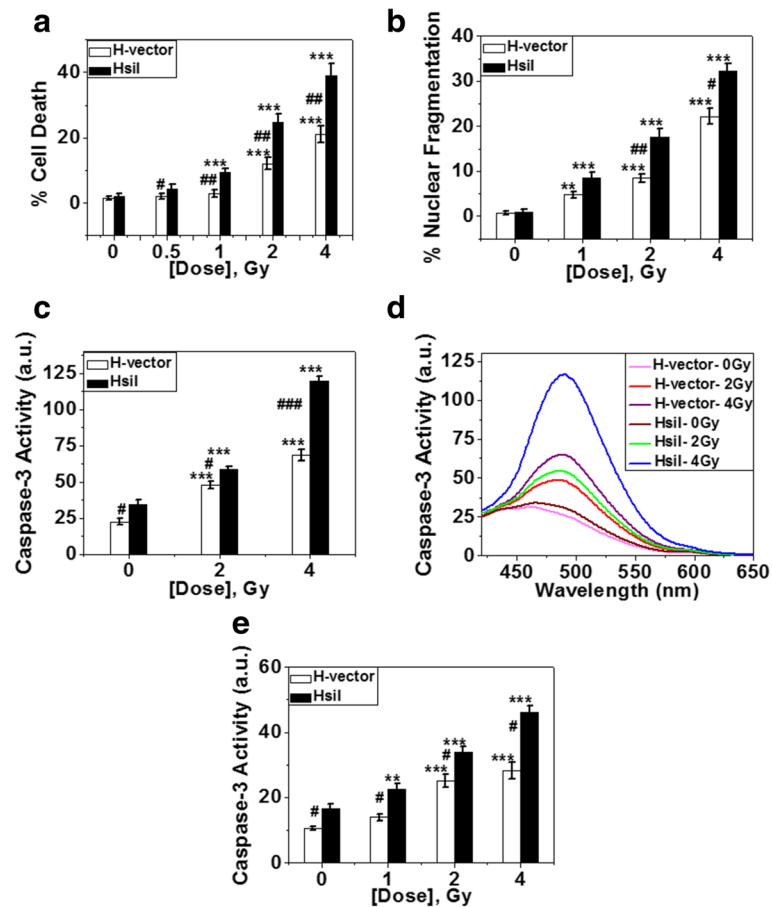 a
% Cell Death
H-vector
Hsil
40
20
0
#
##
***
***
##
***
***
##
***
0 0.5 1 2 4
[Dose], Gy
b
% Nuclear Fragmentation
H-vector
Hsil
40
30
20
10
0
**
***
***
##
***
***
#
***
0 1 2 4
[Dose], Gy
c
Caspase-3 Activity (a.u.)
H-vector
Hsil
125
100
75
50
25
0
#
***
#
***
***
###
***
0 2 4
[Dose], Gy
d
Caspase-3 Activity (a.u.)
125
100
75
50
25
0
H-vector- 0Gy
H-vector- 2Gy
H-vector- 4Gy
Hsil- 0Gy
Hsil- 2Gy
Hsil- 4Gy
450 500 550 600 650
Wavelength (nm)
e
Caspase-3 Activity (a.u.)
H-vector
Hsil
60
40
20
0
#
#
**
***
#
***
***
#
***
0 1 2 4
[Dose], Gy